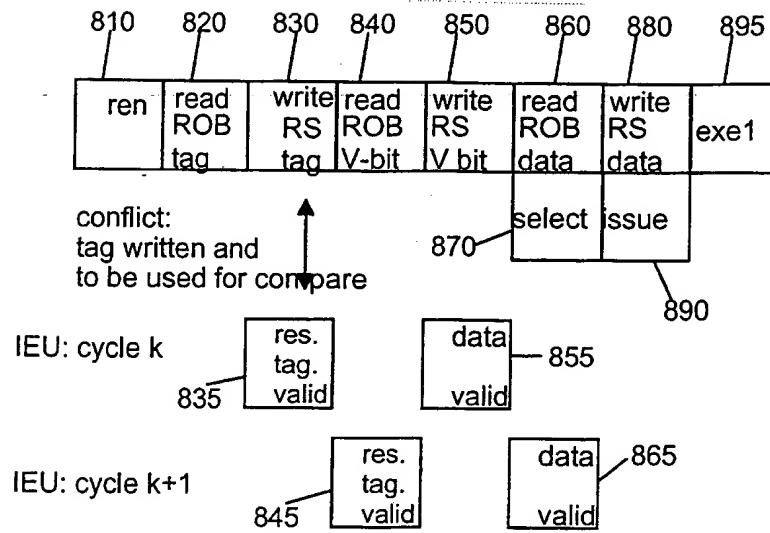 810 820 830 840 850 860 880 895
ren read write read write read write exe1
ROB RS ROB RS ROB RS
tag tag V-bit V bit data data
conflict:
tag written and
to be used for compare
870 select issue
890
IEU: cycle k
res. data
tag. 855
835 valid valid
IEU: cycle k+1
res. data 865
tag.
845 valid valid